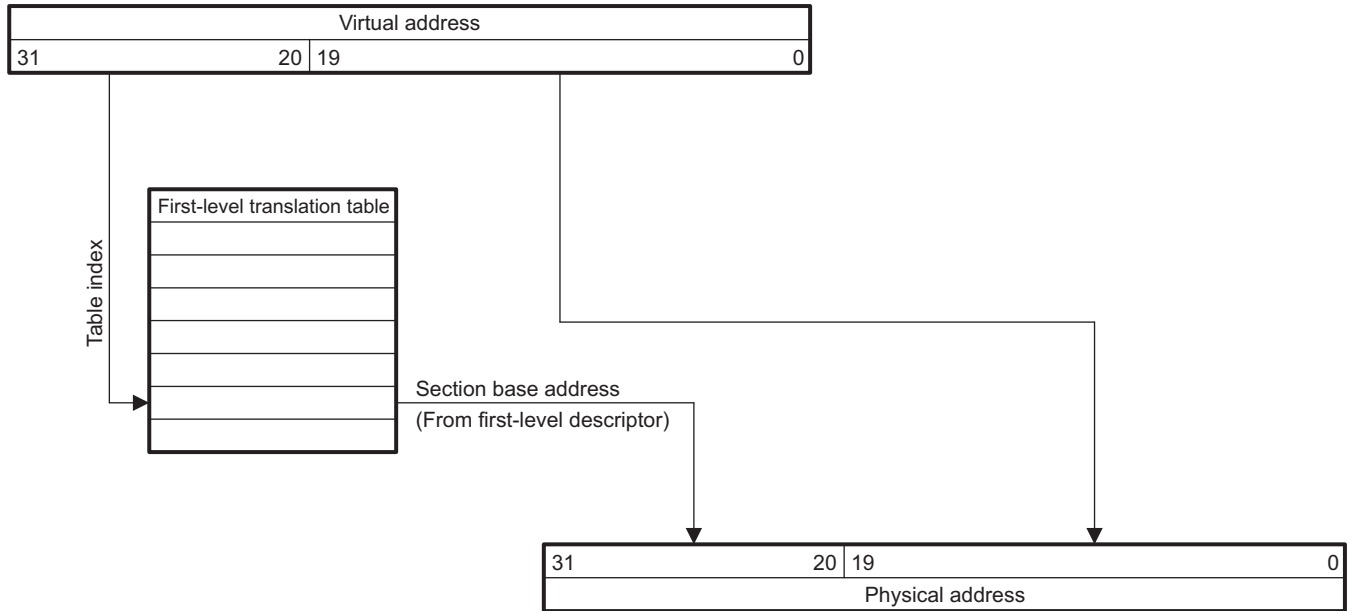 Virtual address
31 20 19 0
First-level translation table
Table index
Section base address
(From first-level descriptor)
31 20 19 0
Physical address